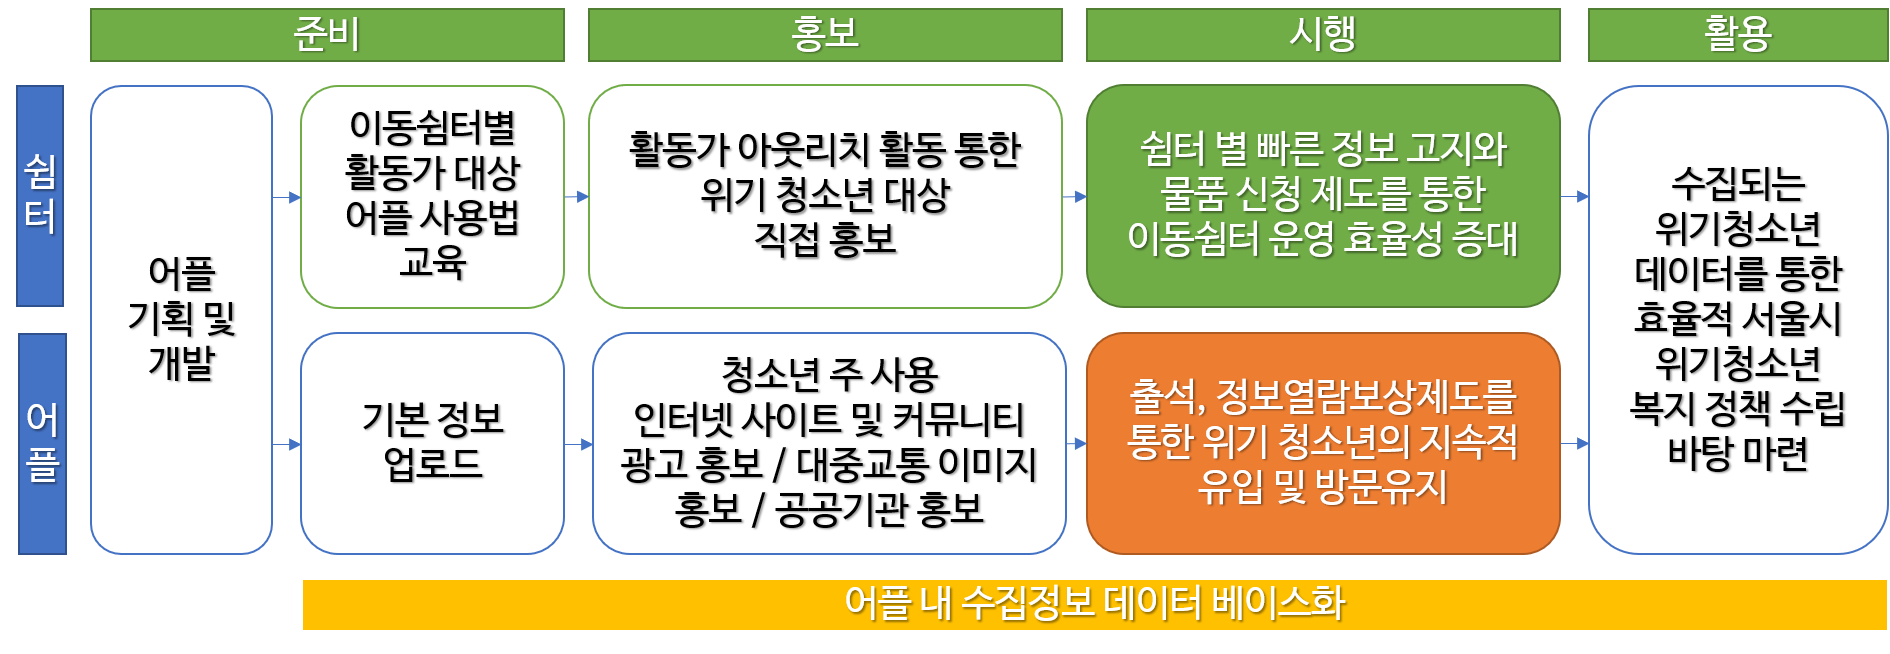 준비
홍보
시행
활용
쉼
터
어플
기획 및
개발
이동쉼터별
활동가 대상
어플 사용법
교육
활동가 아웃리치 활동 통한
위기 청소년 대상
직접 홍보
쉼터 별 빠른 정보 고지와
물품 신청 제도를 통한
이동쉼터 운영 효율성 증대
수집되는
위기청소년
데이터를 통한
효율적 서울시
위기청소년
복지 정책 수립
바탕 마련
어
플
기본 정보
업로드
청소년 주 사용
인터넷 사이트 및 커뮤니티
광고 홍보 / 대중교통 이미지
홍보 / 공공기관 홍보
출석, 정보열람보상제도를
통한 위기 청소년의 지속적
유입 및 방문유지
어플 내 수집정보 데이터 베이스화